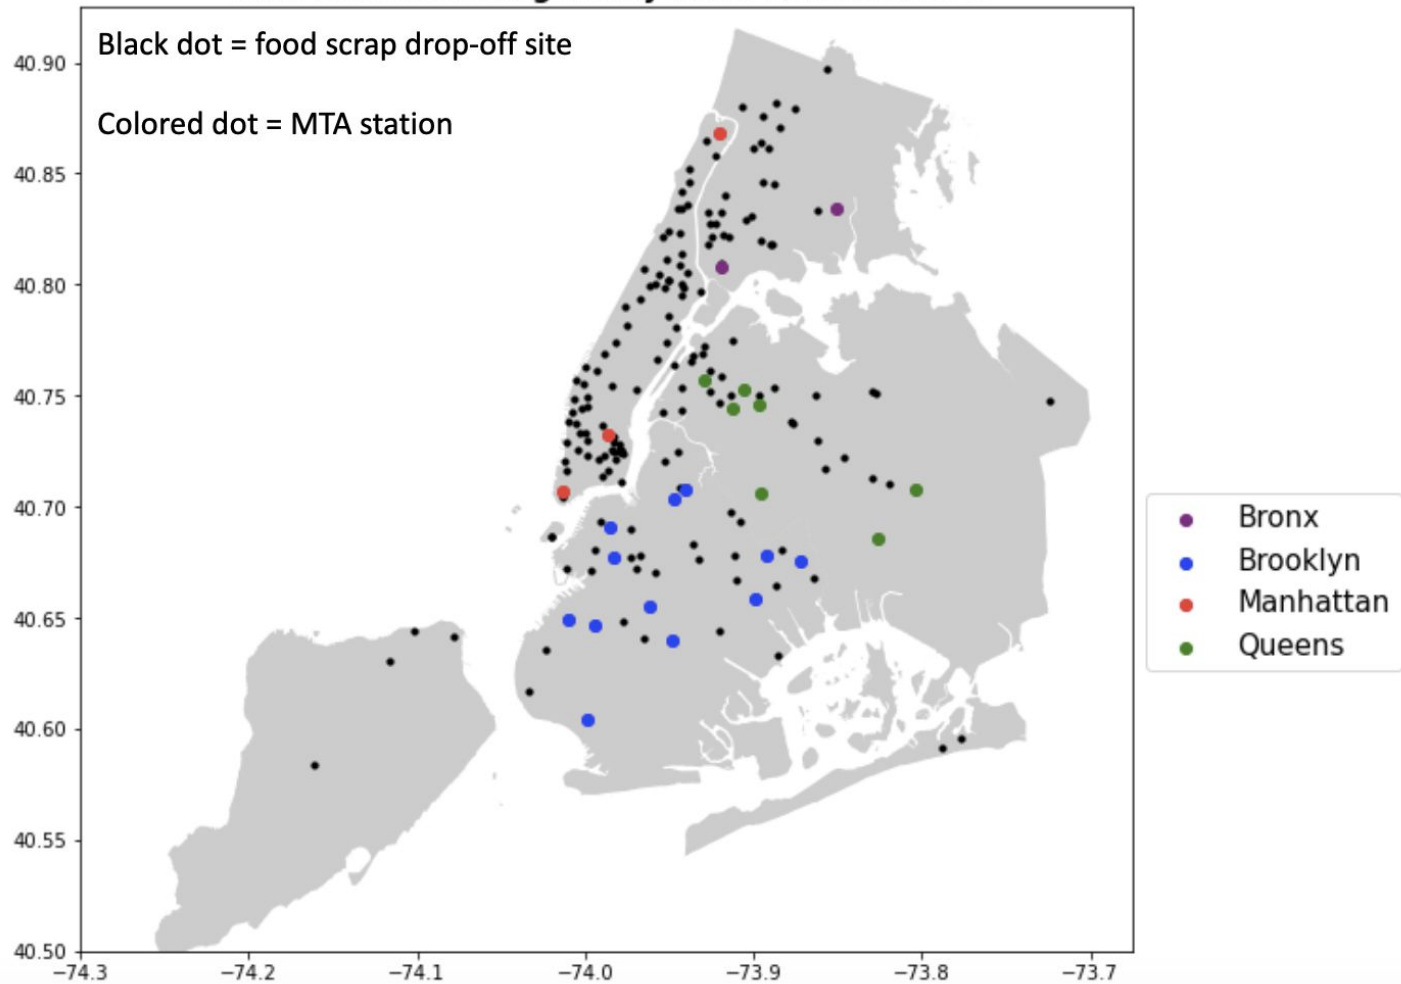 Black dot = food scrap drop-off site
Colored dot = MTA station
40.90
40.85
40.80
40.75
40.70
40.65
40.60
40.55
40.50
−74.3 −74.2 −74.1 −74.0 −73.9 −73.8 −73.7
Bronx
Brooklyn
Manhattan
Queens